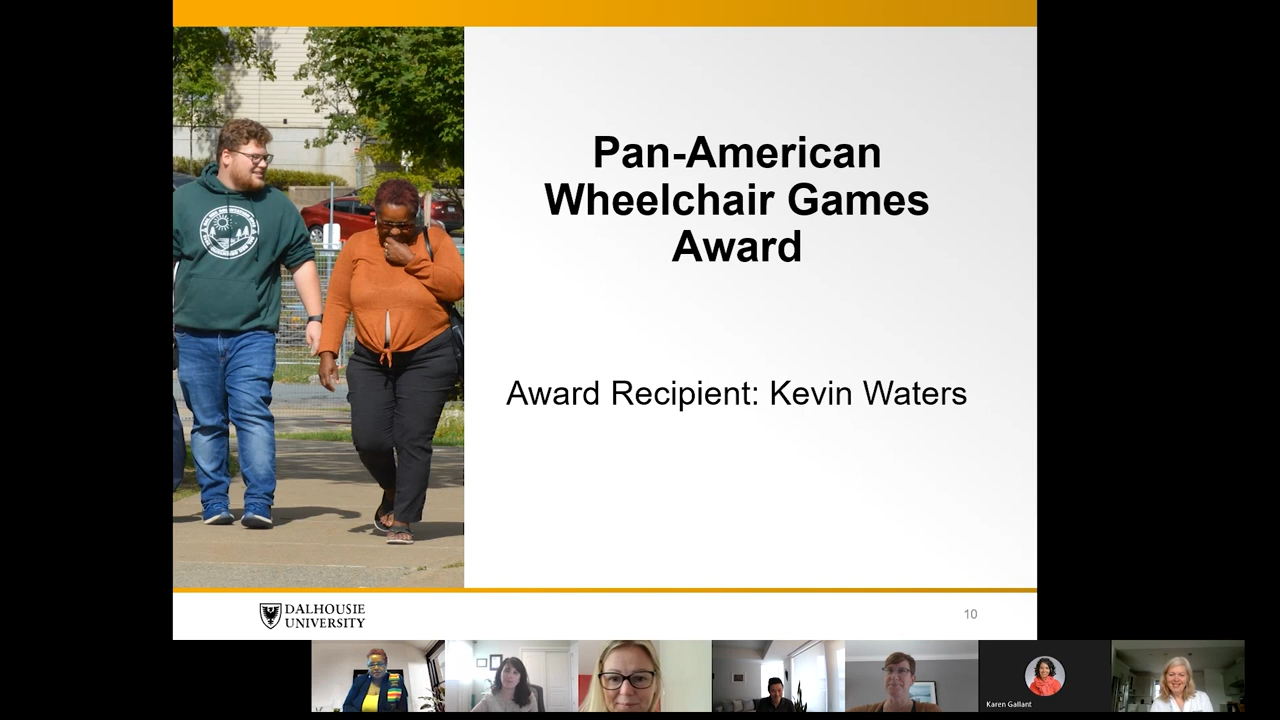 Pan-American
Wheelchair Games
Award
Award Recipient: Kevin Waters
DALHOUSIE
UNIVERSITY
10
Karen Gallant